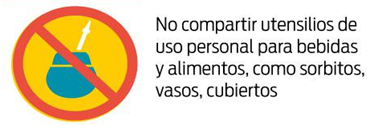 No compartir utensilios de
uso personal para bebidas
y alimentos, como sorbitos,
vasos, cubiertos